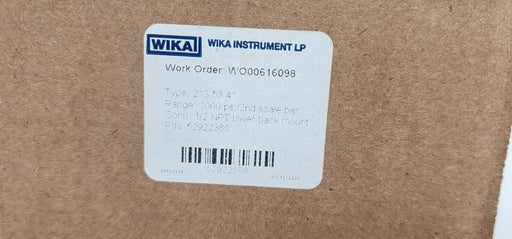 WIKA WIKA INSTRUMENT LP
Work Order: WO00616098
Type: 213.53 4"
Range: 1000 psi/2nd scale bar
Conn: 1/2 NPT lower back mount
P/N: 52922368
52922368